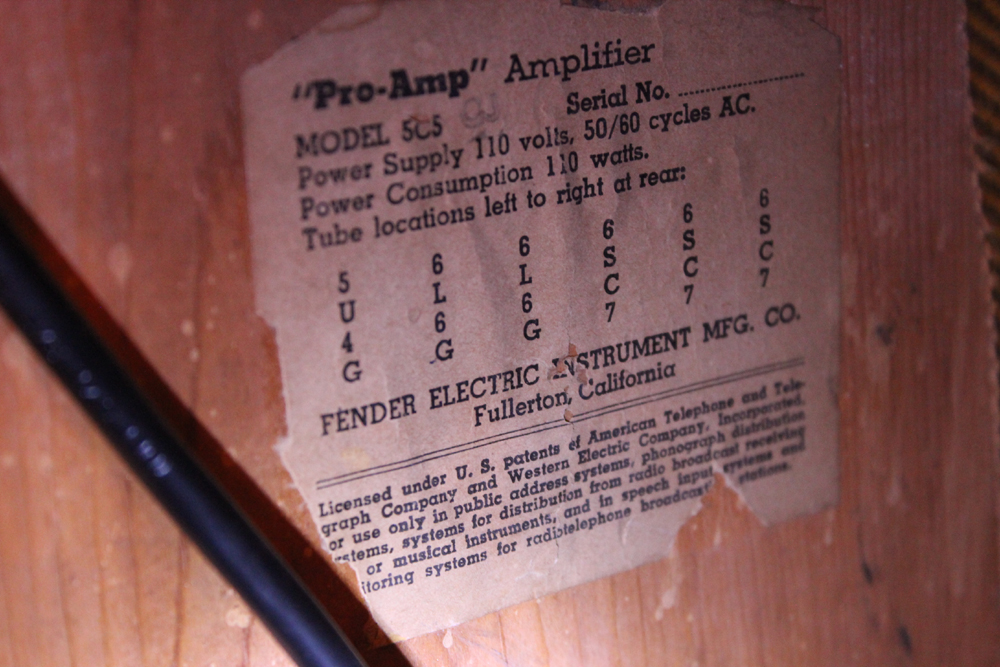 "Pro-Amp" Amplifier
MODEL 5C5 Serial No.
Power Supply 110 volts, 50/60 cycles AC.
Power Consumption 110 watts.
Tube locations left to right at rear:
5 6 6 6 6 6
U L L S S S
4 6 6 C C C
G G G 7 7 7
FENDER ELECTRIC INSTRUMENT MFG. CO.
Fullerton, California
Licensed under U. S. patents of American Telephone and Tele-
graph Company and Western Electric Company, Incorporated,
or use only in public address systems, phonograph distribution
stems, systems for distribution from radio broadcast receiving
or musical instruments, and in speech input systems and
itoring systems for radiotelephone broadcast stations.